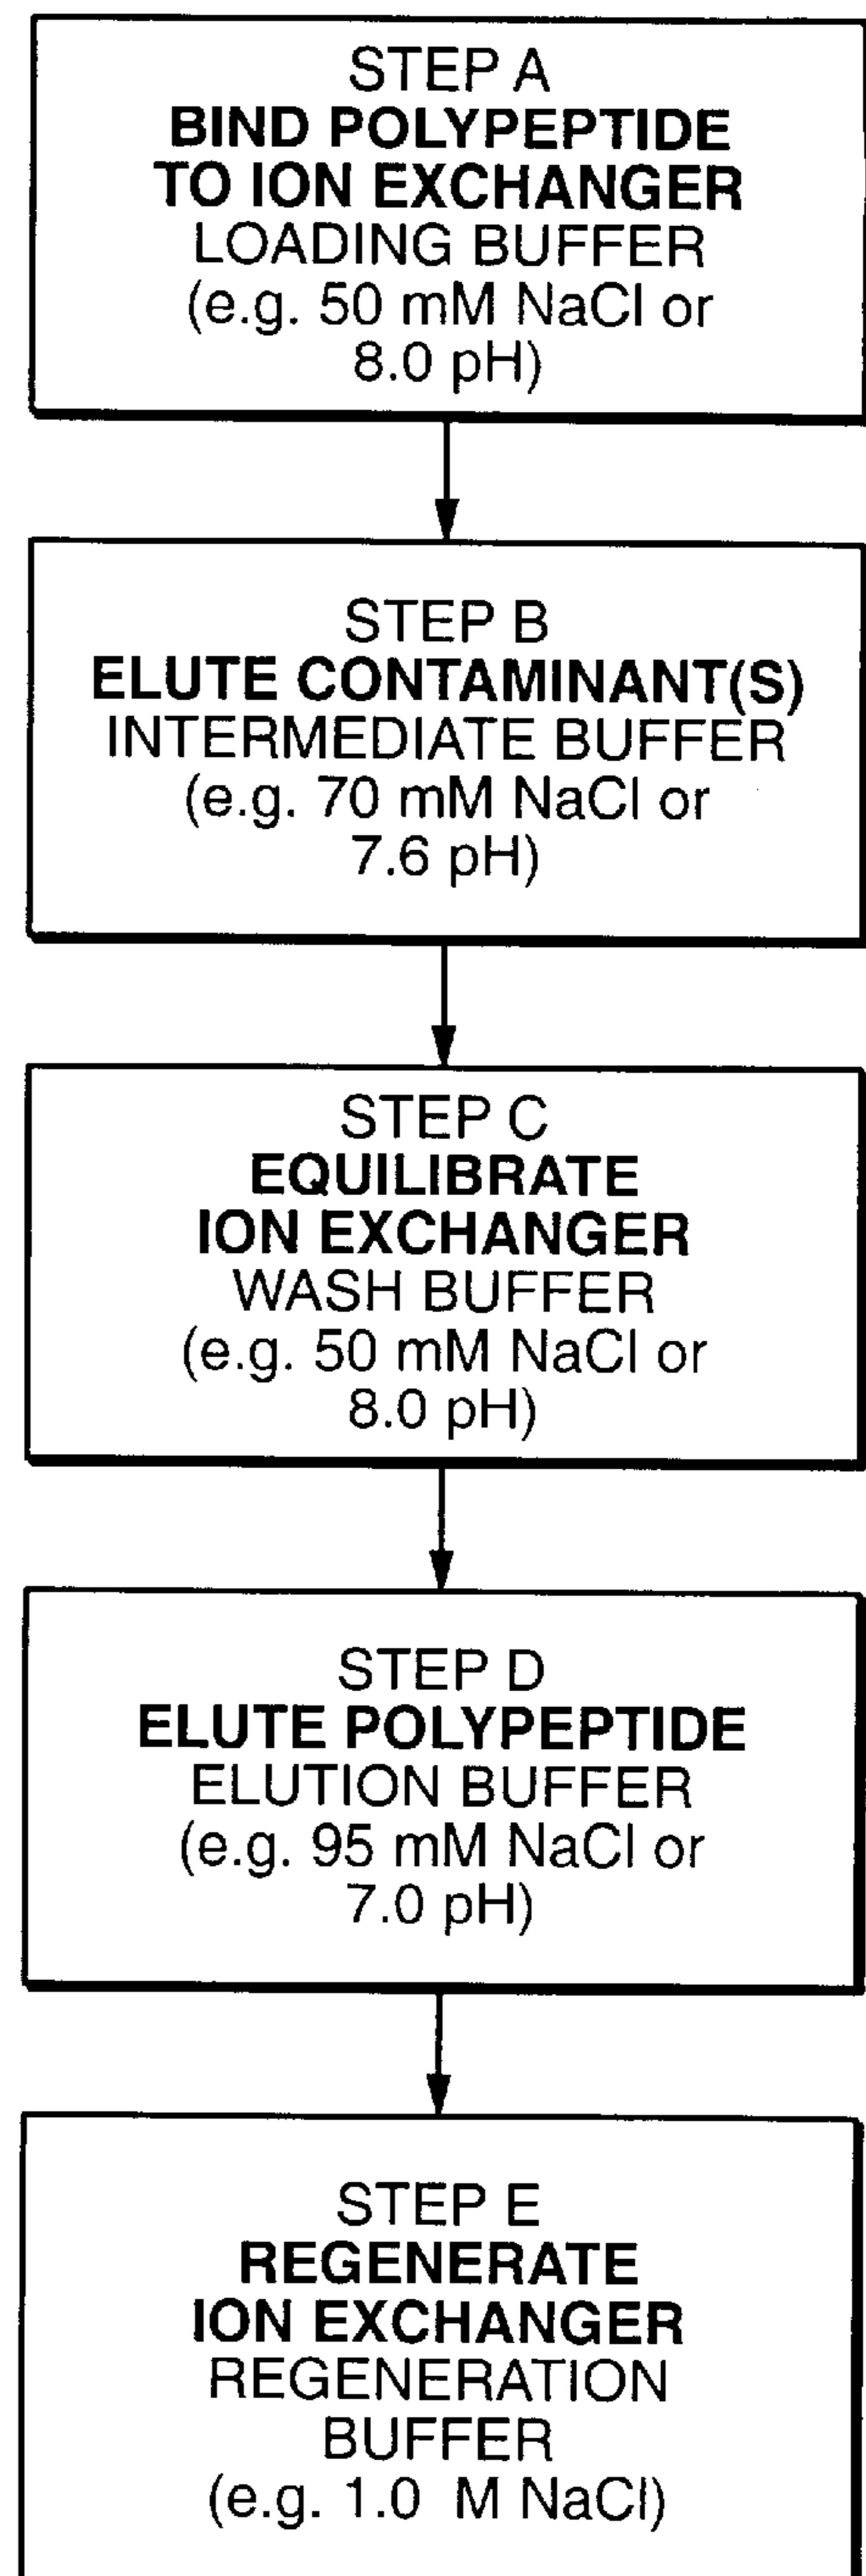 STEP A
BIND POLYPEPTIDE
TO ION EXCHANGER
LOADING BUFFER
(e.g. 50 mM NaCl or
8.0 pH)
STEP B
ELUTE CONTAMINANT(S)
INTERMEDIATE BUFFER
(e.g. 70 mM NaCl or
7.6 pH)
STEP C
EQUILIBRATE
ION EXCHANGER
WASH BUFFER
(e.g. 50 mM NaCl or
8.0 pH)
STEP D
ELUTE POLYPEPTIDE
ELUTION BUFFER
(e.g. 95 mM NaCl or
7.0 pH)
STEP E
REGENERATE
ION EXCHANGER
REGENERATION
BUFFER
(e.g. 1.0 M NaCl)